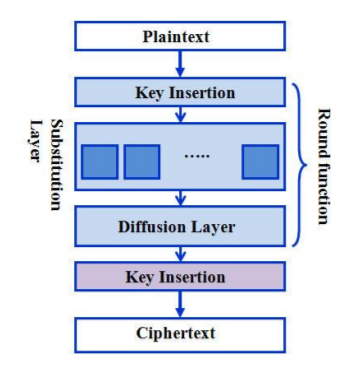 Plaintext
Key Insertion
Substitution
Layer
.....
Round function
Diffusion Layer
Key Insertion
Ciphertext